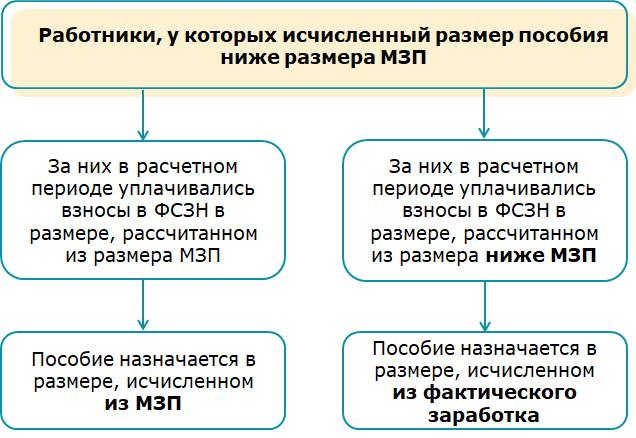 Работники, у которых исчисленный размер пособия
ниже размера МЗП
За них в расчетном
периоде уплачивались
взносы в ФСЗН в
размере, рассчитанном
из размера МЗП
За них в расчетном
периоде уплачивались
взносы в ФСЗН в
размере, рассчитанном
из размера ниже МЗП
Пособие назначается в
размере, исчисленном
из МЗП
Пособие назначается в
размере, исчисленном
из фактического
заработка